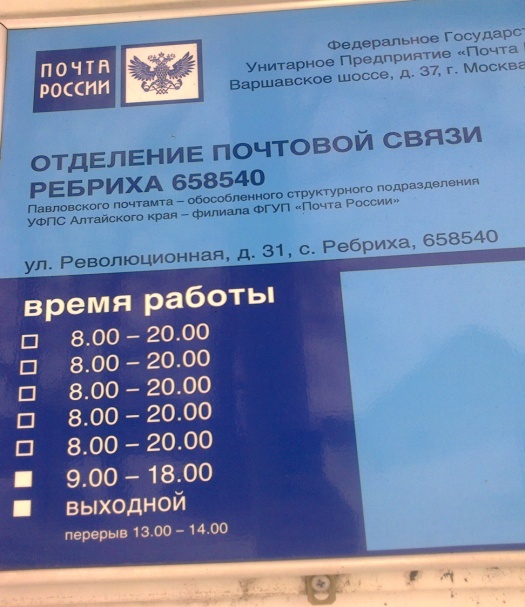 ПОЧТА
РОССИИ
Федеральное
Унитарное Предприятие «Почта
Варшавское шоссе, д. 37, г. Москва
ОТДЕЛЕНИЕ ПОЧТОВОЙ СВЯЗИ
РЕБРИХА 658540
Павловского почтамта – обособленного структурного подразделения
УФПС Алтайского края – филиала ФГУП «Почта России»
ул. Революционная, д. 31, с. Ребриха, 658540
время работы
8.00 – 20.00
8.00 – 20.00
8.00 – 20.00
8.00 – 20.00
8.00 – 20.00
9.00 – 18.00
выходной
перерыв 13.00 – 14.00